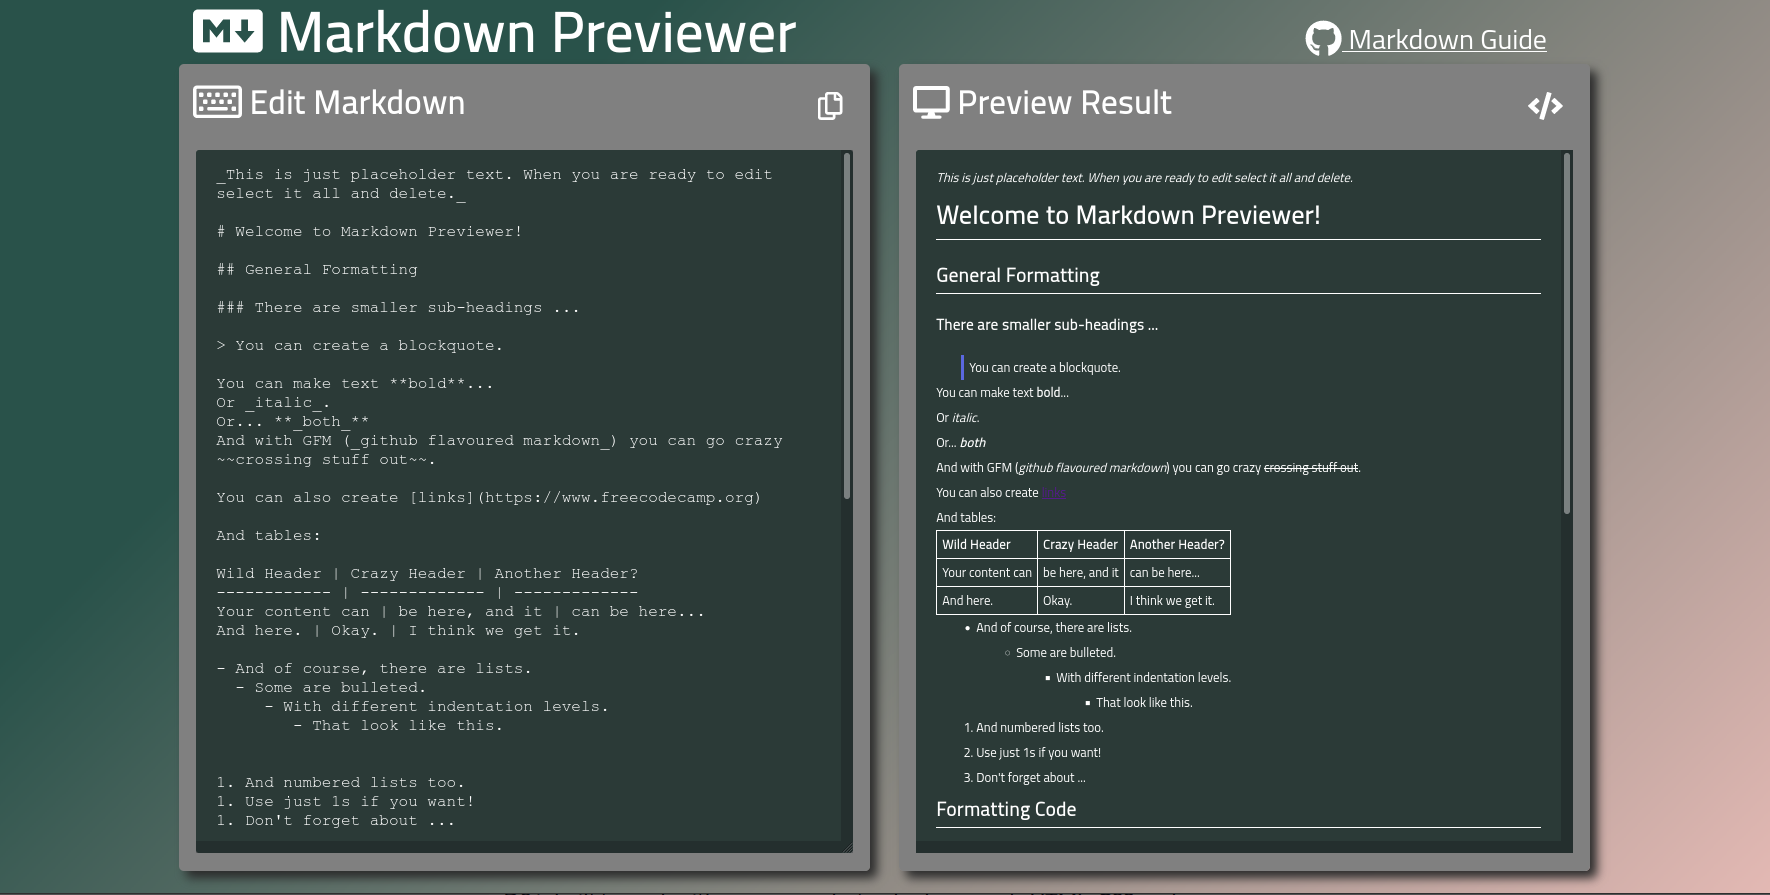 Markdown Previewer
Markdown Guide
Edit Markdown
_This is just placeholder text. When you are ready to edit
select it all and delete._
# Welcome to Markdown Previewer!
## General Formatting
### There are smaller sub-headings ...
> You can create a blockquote.
You can make text **bold**...
Or _italic_.
Or... **_both_**
And with GFM (_github flavoured markdown_) you can go crazy
~~crossing stuff out~~.
You can also create [links](https://www.freecodecamp.org)
And tables:
Wild Header | Crazy Header | Another Header?
------------ | ------------- | -------------
Your content can | be here, and it | can be here...
And here. | Okay. | I think we get it.
- And of course, there are lists.
- Some are bulleted.
- With different indentation levels.
- That look like this.
1. And numbered lists too.
1. Use just 1s if you want!
1. Don't forget about ...
Preview Result
This is just placeholder text. When you are ready to edit select it all and delete.
Welcome to Markdown Previewer!
General Formatting
There are smaller sub-headings ...
You can create a blockquote.
You can make text bold...
Or italic.
Or... both
And with GFM (github flavoured markdown) you can go crazy crossing stuff out.
You can also create links
And tables:
Wild Header Crazy Header Another Header?
Your content can be here, and it can be here...
And here. Okay. I think we get it.
• And of course, there are lists.
◦ Some are bulleted.
▪ With different indentation levels.
▪ That look like this.
1. And numbered lists too.
2. Use just 1s if you want!
3. Don't forget about ...
Formatting Code